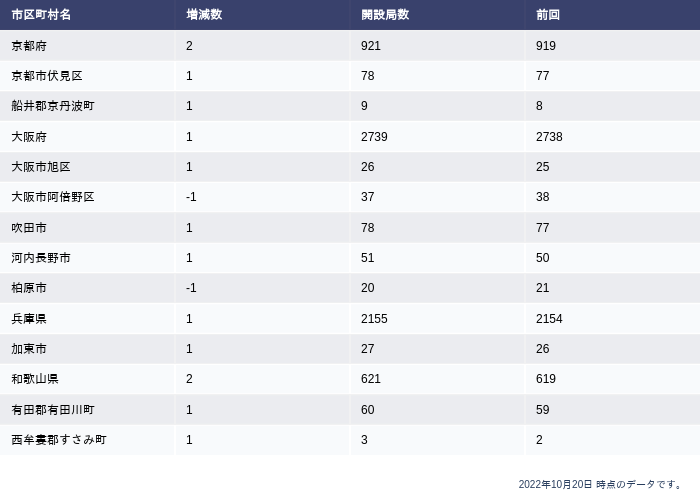 市区町村名 増減数 開設局数 前回
京都府 2 921 919
京都市伏見区 1 78 77
船井郡京丹波町 1 9 8
大阪府 1 2739 2738
大阪市旭区 1 26 25
大阪市阿倍野区 -1 37 38
吹田市 1 78 77
河内長野市 1 51 50
柏原市 -1 20 21
兵庫県 1 2155 2154
加東市 1 27 26
和歌山県 2 621 619
有田郡有田川町 1 60 59
西牟婁郡すさみ町 1 3 2
2022年10月20日 時点のデータです。